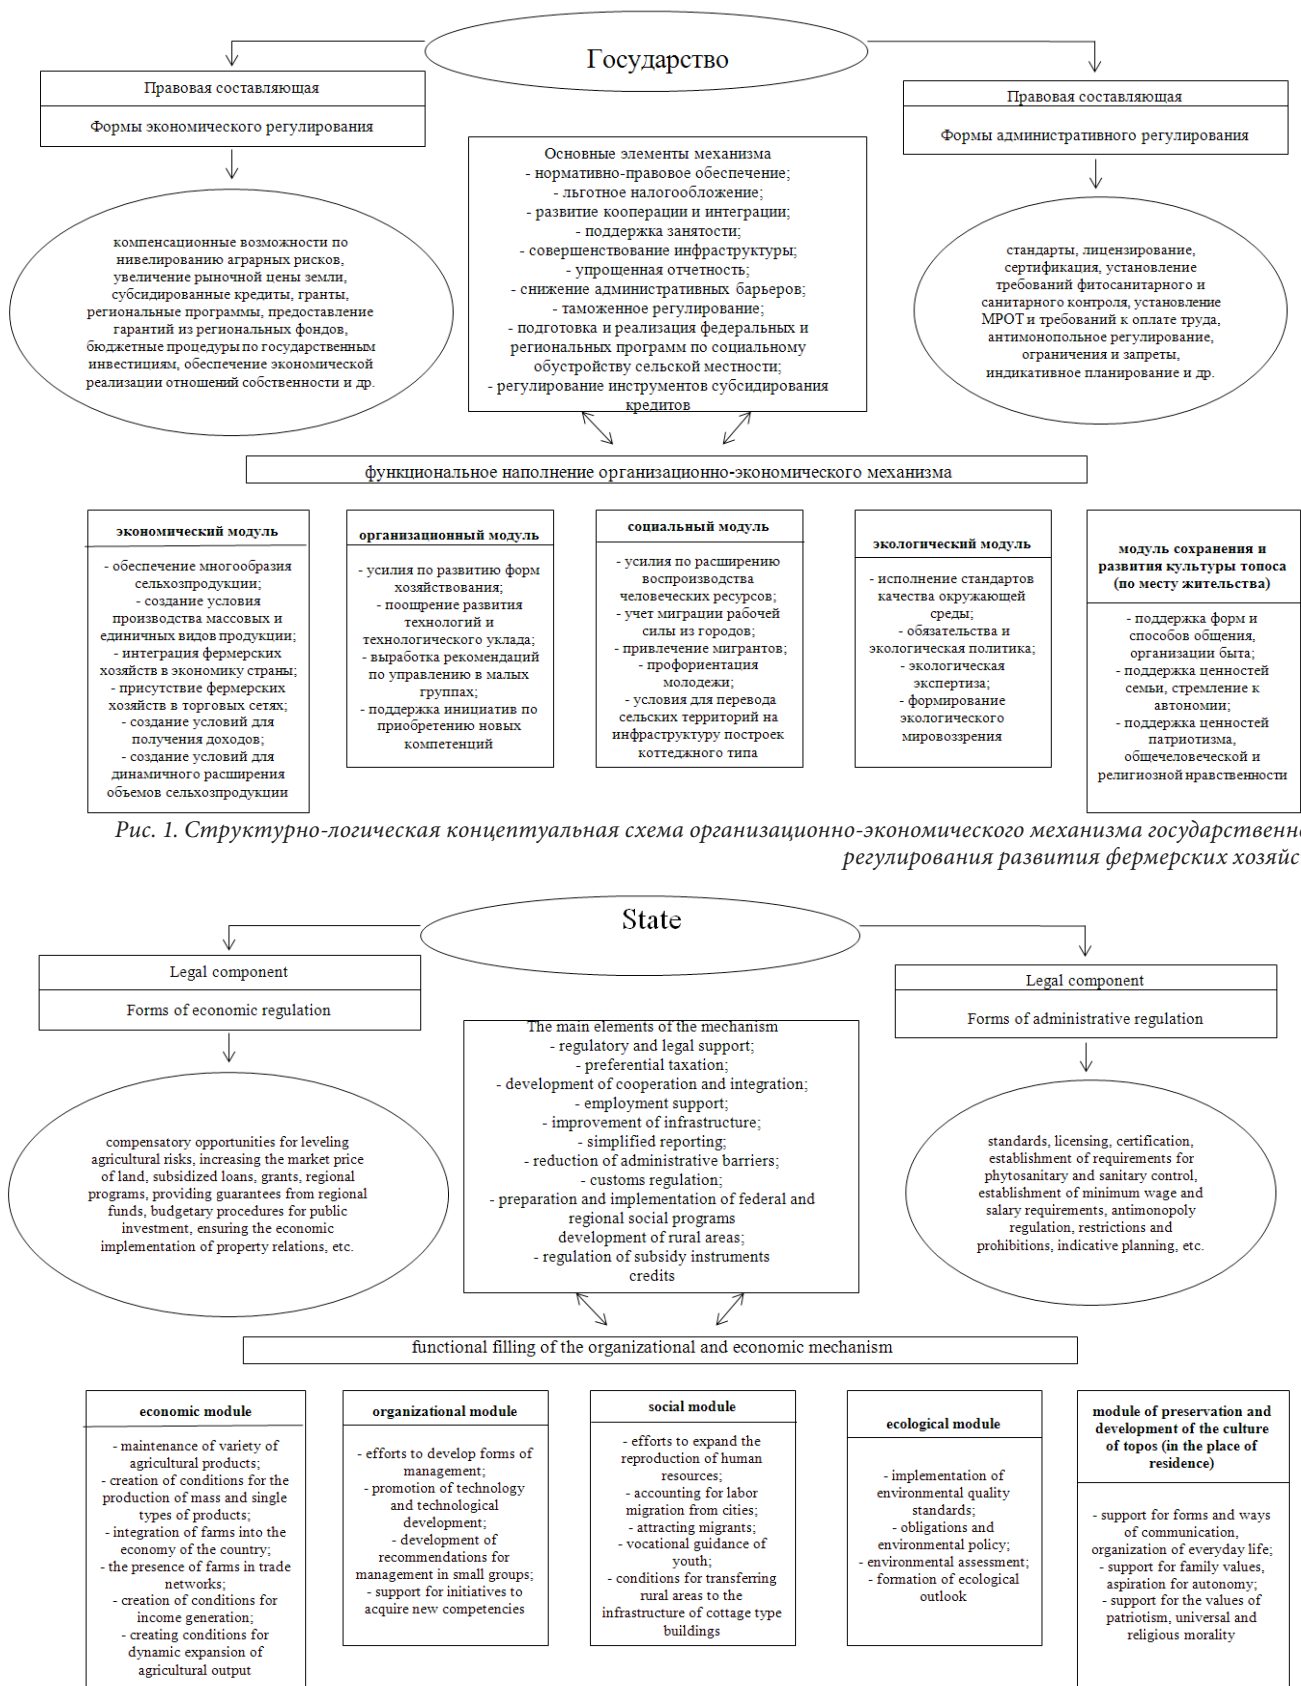 Государство
Правовая составляющая
Формы экономического регулирования
Правовая составляющая
Формы административного регулирования
компенсационные возможности по
нивелированию аграрных рисков,
увеличение рыночной цены земли,
субсидированные кредиты, гранты,
региональные программы, предоставление
гарантий из региональных фондов,
бюджетные процедуры по государственным
инвестициям, обеспечение экономической
реализации отношений собственности и др.
Основные элементы механизма
- нормативно-правовое обеспечение;
- льготное налогообложение;
- развитие кооперации и интеграции;
- поддержка занятости;
- совершенствование инфраструктуры;
- упрощенная отчетность;
- снижение административных барьеров;
- таможенное регулирование;
- подготовка и реализация федеральных и
региональных программ по социальному
обустройству сельской местности;
- регулирование инструментов субсидирования
кредитов
стандарты, лицензирование,
сертификация, установление
требований фитосанитарного и
санитарного контроля, установление
МРОТ и требований к оплате труда,
антимонопольное регулирование,
ограничения и запреты,
индикативное планирование и др.
функциональное наполнение организационно-экономического механизма
экономический модуль
- обеспечение многообразия
сельхозпродукции;
- создание условия
производства массовых и
единичных видов продукции;
- интеграция фермерских
хозяйств в экономику страны;
- присутствие фермерских
хозяйств в торговых сетях;
- создание условий для
получения доходов;
- создание условий для
динамичного расширения
объемов сельхозпродукции
организационный модуль
- усилия по развитию форм
хозяйствования;
- поощрение развития
технологий и
технологического уклада;
- выработка рекомендаций
по управлению в малых
группах;
- поддержка инициатив по
приобретению новых
компетенций
социальный модуль
- усилия по расширению
воспроизводства
человеческих ресурсов;
- учет миграции рабочей
силы из городов;
- привлечение мигрантов;
- профориентация
молодежи;
- условия для перевода
сельских территорий на
инфраструктуру построек
коттеджного типа
экологический модуль
- исполнение стандартов
качества окружающей
среды;
- обязательства и
экологическая политика;
- экологическая
экспертиза;
- формирование
экологического
мировоззрения
модуль сохранения и
развития культуры топоса
(по месту жительства)
- поддержка форм и
способов общения,
организации быта;
- поддержка ценностей
семьи, стремление к
автономии;
- поддержка ценностей
патриотизма,
общечеловеческой и
религиозной нравственности
Рис. 1. Структурно-логическая концептуальная схема организационно-экономического механизма государственн
регулирования развития фермерских хозяйс
State
Legal component
Forms of economic regulation
Legal component
Forms of administrative regulation
compensatory opportunities for leveling
agricultural risks, increasing the market price
of land, subsidized loans, grants, regional
programs, providing guarantees from regional
funds, budgetary procedures for public
investment, ensuring the economic
implementation of property relations, etc.
The main elements of the mechanism
- regulatory and legal support;
- preferential taxation;
- development of cooperation and integration;
- employment support;
- improvement of infrastructure;
- simplified reporting;
- reduction of administrative barriers;
- customs regulation;
- preparation and implementation of federal and
regional social programs
development of rural areas;
- regulation of subsidy instruments
credits
standards, licensing, certification,
establishment of requirements for
phytosanitary and sanitary control,
establishment of minimum wage and
salary requirements, antimonopoly
regulation, restrictions and
prohibitions, indicative planning, etc.
functional filling of the organizational and economic mechanism
economic module
- maintenance of variety of
agricultural products;
- creation of conditions for the
production of mass and single
types of products;
- integration of farms into the
economy of the country;
- the presence of farms in trade
networks;
- creation of conditions for
income generation;
- creating conditions for
dynamic expansion of
agricultural output
organizational module
- efforts to develop forms of
management;
- promotion of technology
and technological
development;
- development of
recommendations for
management in small groups;
- support for initiatives to
acquire new competencies
social module
- efforts to expand the
reproduction of human
resources;
- accounting for labor
migration from cities;
- attracting migrants;
- vocational guidance of
youth;
- conditions for transferring
rural areas to the
infrastructure of cottage type
buildings
ecological module
- implementation of
environmental quality
standards;
- obligations and
environmental policy;
- environmental assessment;
- formation of ecological
outlook
module of preservation and
development of the culture
of topos (in the place of
residence)
- support for forms and ways
of communication,
organization of everyday life;
- support for family values,
aspiration for autonomy;
- support for the values of
patriotism, universal and
religious morality